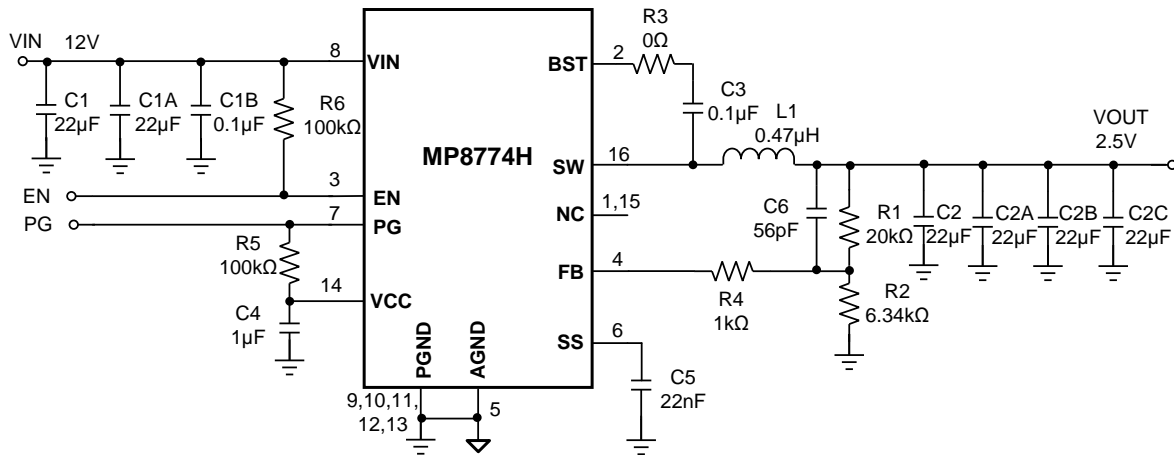 VIN 12V
8
VIN
C1
22µF
C1A
22µF
C1B
0.1µF
R6
100kΩ
EN
3
EN
PG
7
PG
R5
100kΩ
14
VCC
C4
1µF
MP8774H
PGND
AGND
9,10,11,
12,13
5
BST
2
R3
0Ω
C3
0.1µF
L1
0.47µH
SW
16
NC
1,15
FB
4
R4
1kΩ
C6
56pF
R1
20kΩ
R2
6.34kΩ
SS
6
C5
22nF
C2
22µF
C2A
22µF
C2B
22µF
C2C
22µF
VOUT
2.5V